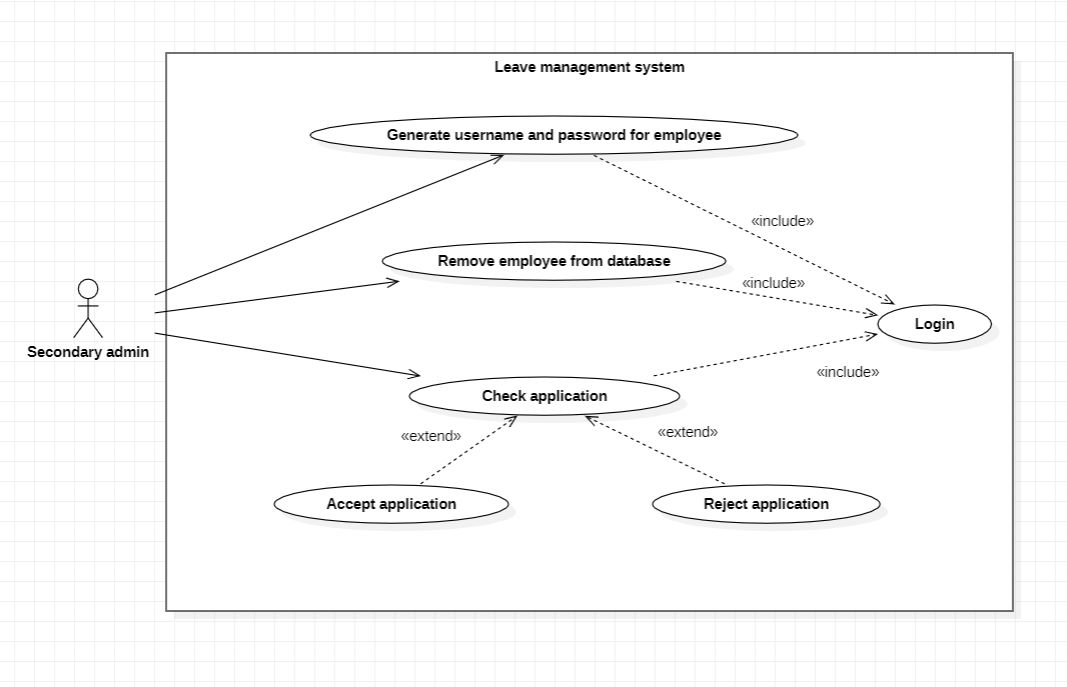 Leave management system
Generate username and password for employee
«include»
Remove employee from database
«include»
Login
Secondary admin
«include»
Check application
«extend»
«extend»
Accept application
Reject application